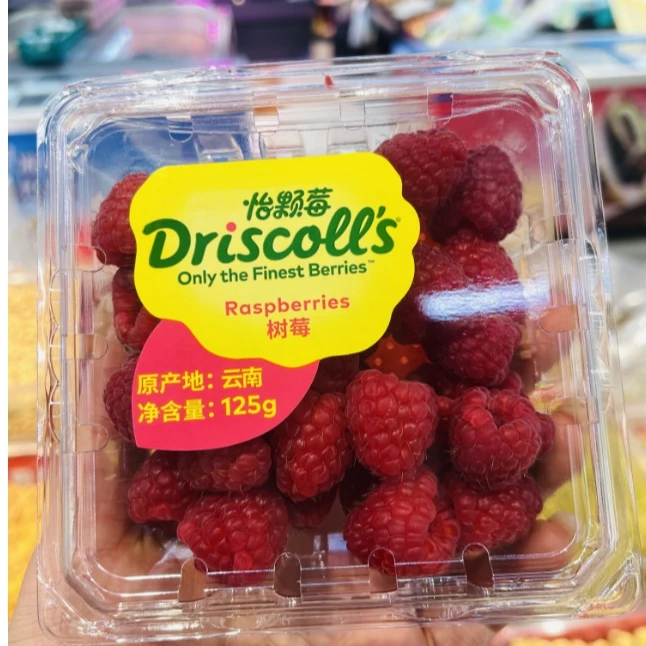 怡颗莓
Driscoll's
Only the Finest Berries™
Raspberries
树莓
原产地：云南
净含量：125g